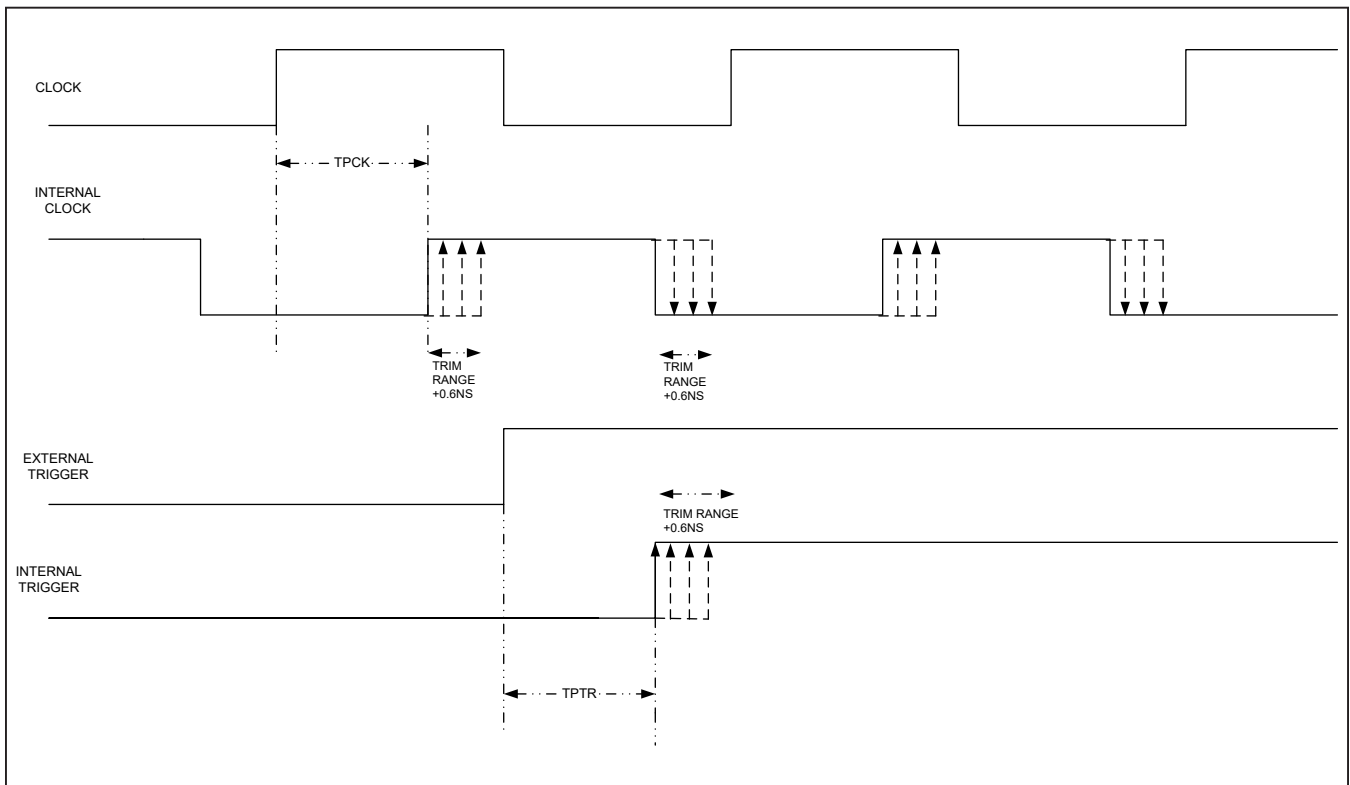 CLOCK
TPCK
INTERNAL
CLOCK
TRIM
RANGE
+0.6NS
TRIM
RANGE
+0.6NS
EXTERNAL
TRIGGER
TRIM RANGE
+0.6NS
INTERNAL
TRIGGER
TPTR